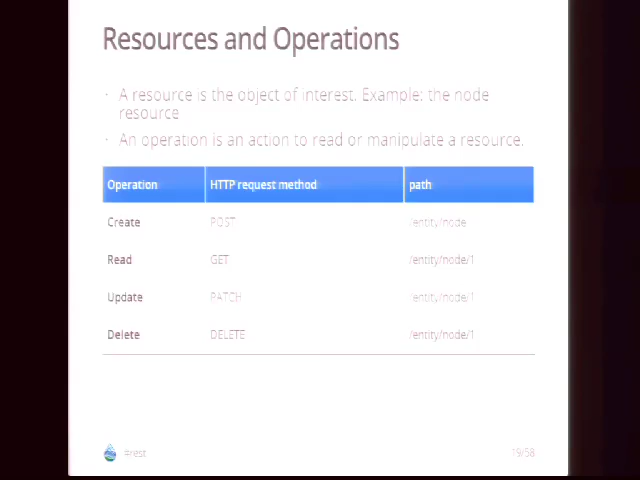 Resources and Operations
· A resource is the object of interest. Example: the node
resource
· An operation is an action to read or manipulate a resource.
Operation HTTP request method path
Create POST /entity/node
Read GET /entity/node/1
Update PATCH /entity/node/1
Delete DELETE /entity/node/1
#rest 19/58